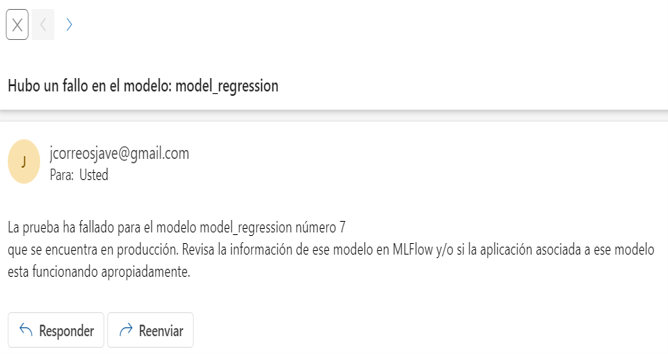 Hubo un fallo en el modelo: model_regression
J
jcorreosjave@gmail.com
Para: Usted
La prueba ha fallado para el modelo model_regression número 7
que se encuentra en producción. Revisa la información de ese modelo en MLFlow y/o si la aplicación asociada a ese modelo
esta funcionando apropiadamente.
Responder Reenviar